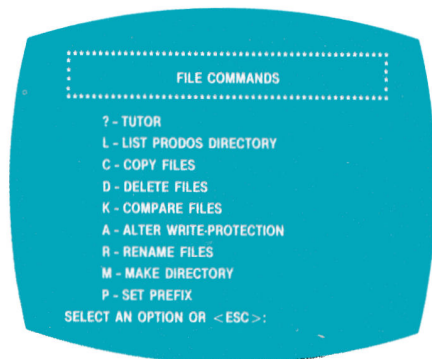 FILE COMMANDS
? - TUTOR
L - LIST PRODOS DIRECTORY
C - COPY FILES
D - DELETE FILES
K - COMPARE FILES
A - ALTER WRITE-PROTECTION
R - RENAME FILES
M - MAKE DIRECTORY
P - SET PREFIX
SELECT AN OPTION OR <ESC>: